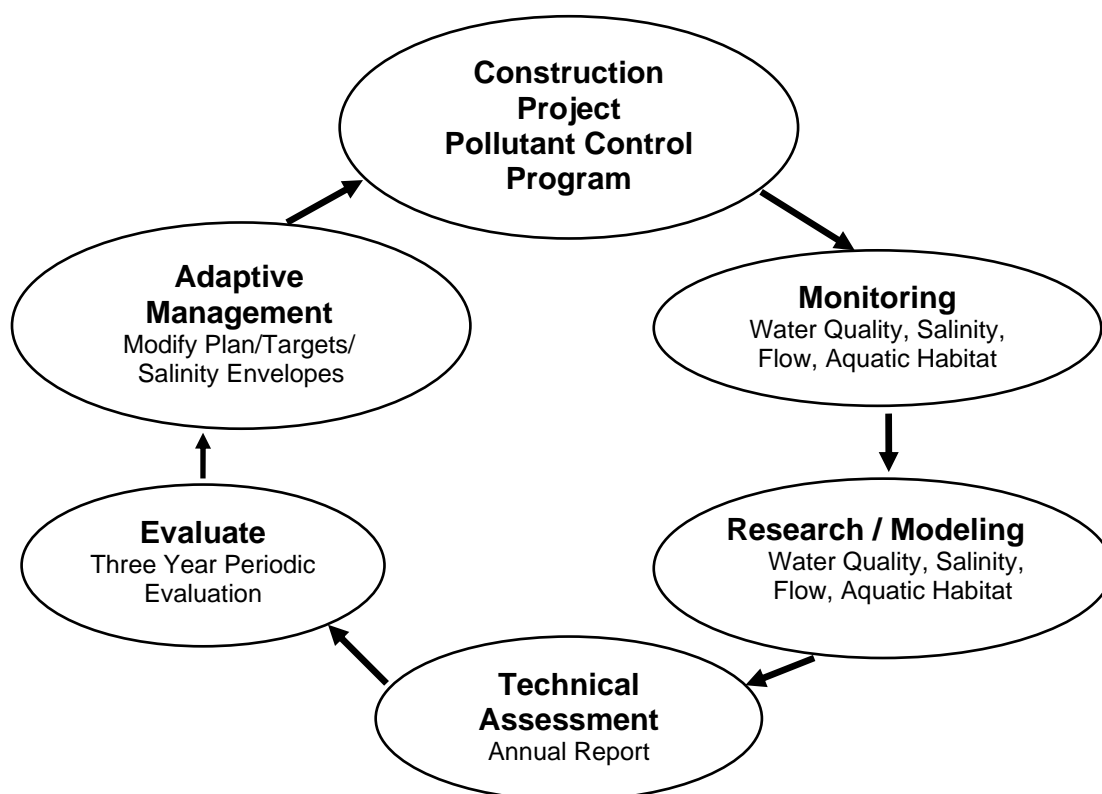 Construction
Project
Pollutant Control
Program
Monitoring
Water Quality, Salinity,
Flow, Aquatic Habitat
Research / Modeling
Water Quality, Salinity,
Flow, Aquatic Habitat
Technical
Assessment
Annual Report
Evaluate
Three Year Periodic
Evaluation
Adaptive
Management
Modify Plan/Targets/
Salinity Envelopes